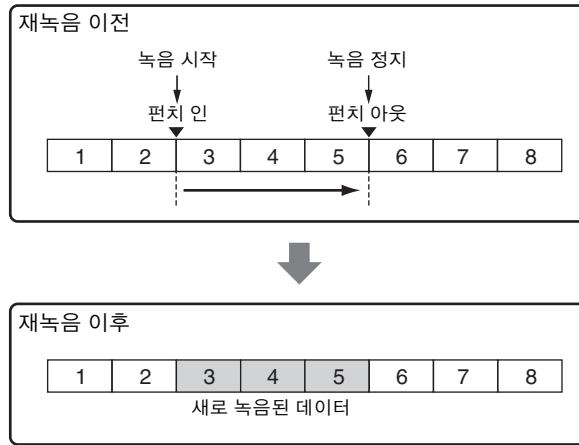 재녹음 이전
녹음 시작 녹음 정지
펀치 인 펀치 아웃
1 2 3 4 5 6 7 8
재녹음 이후
1 2 3 4 5 6 7 8
새로 녹음된 데이터